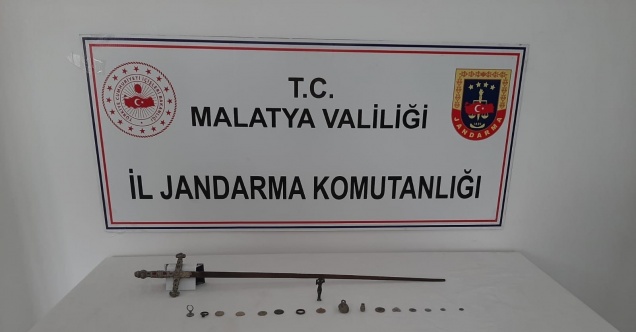 T.C.
MALATYA VALİLİĞİ
İL JANDARMA KOMUTANLIĞI
JANDARMA